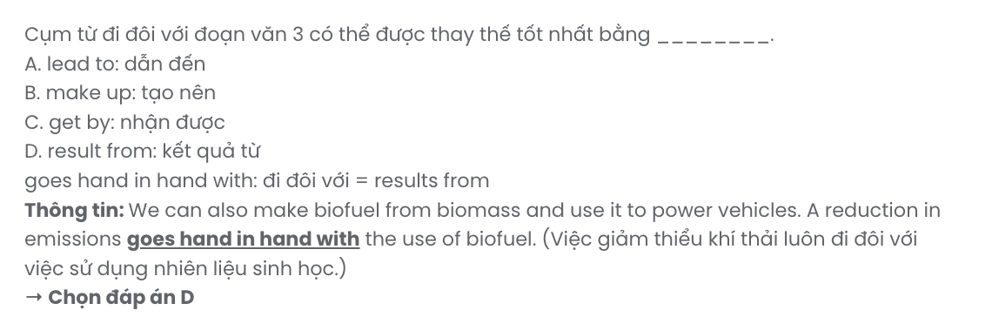 Cụm từ đi đôi với đoạn văn 3 có thể được thay thế tốt nhất bằng ________.
A. lead to: dẫn đến
B. make up: tạo nên
C. get by: nhận được
D. result from: kết quả từ
goes hand in hand with: đi đôi với = results from
Thông tin: We can also make biofuel from biomass and use it to power vehicles. A reduction in
emissions goes hand in hand with the use of biofuel. (Việc giảm thiểu khí thải luôn đi đôi với
việc sử dụng nhiên liệu sinh học.)
→ Chọn đáp án D